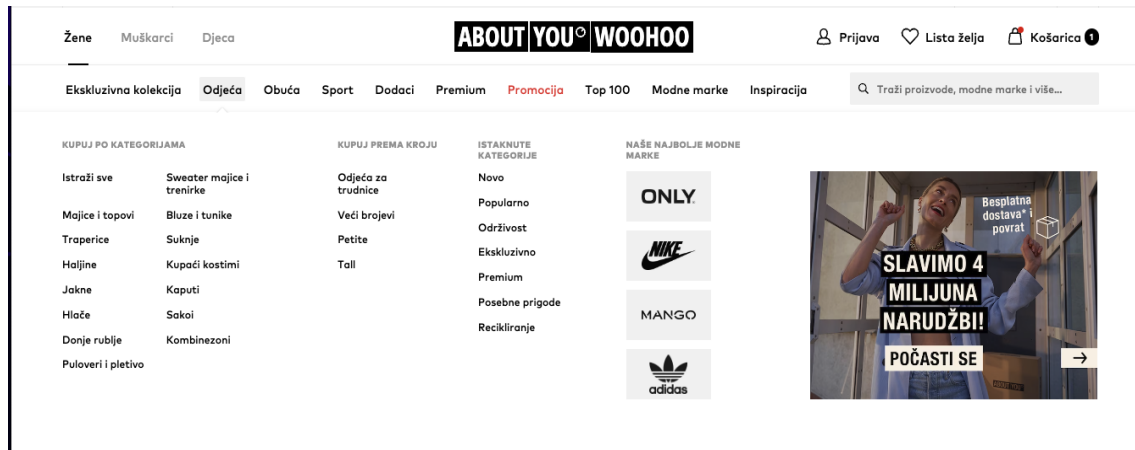 Žene Muškarci Djeca
ABOUT YOU° WOOHOO
Prijava Lista želja Košarica 1
Ekskluzivna kolekcija Odjeća Obuća Sport Dodaci Premium Promocija Top 100 Modne marke Inspiracija
Traži proizvode, modne marke i više...
KUPUJ PO KATEGORIJAMA
Istraži sve
Majice i topovi
Traperice
Haljine
Jakne
Hlače
Donje rublje
Puloveri i pletivo
Sweater majice i
trenirke
Bluze i tunike
Suknje
Kupaći kostimi
Kaputi
Sakoi
Kombinezoni
KUPUJ PREMA KROJU
Odjeća za
trudnice
Veći brojevi
Petite
Tall
ISTAKNUTE
KATEGORIJE
Novo
Popularno
Održivost
Ekskluzivno
Premium
Posebne prigode
Recikliranje
NAŠE NAJBOLJE MODNE
MARKE
ONLY
NIKE
MANGO
adidas
Besplatna
dostava* i
povrat
SLAVIMO 4
MILIJUNA
NARUDŽBI!
POČASTI SE
ABOUT YOU°